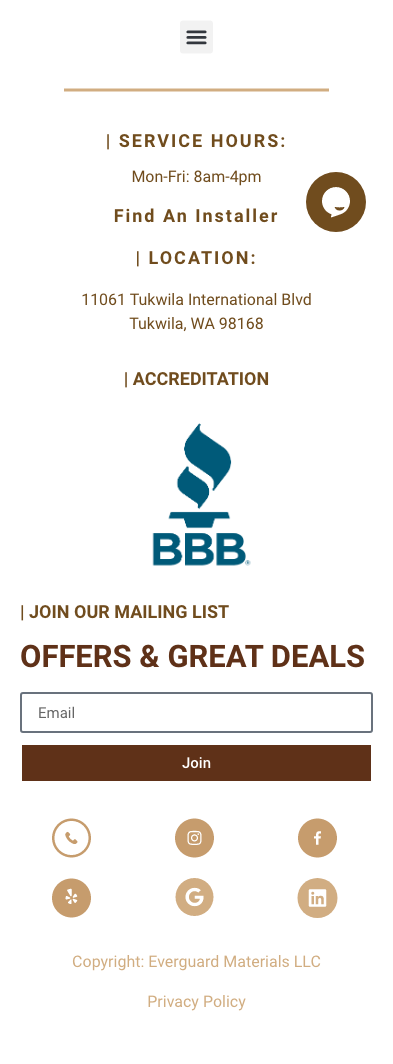 | SERVICE HOURS:
Mon-Fri: 8am-4pm
Find An Installer
| LOCATION:
11061 Tukwila International Blvd
Tukwila, WA 98168
| ACCREDITATION
BBB®
| JOIN OUR MAILING LIST
OFFERS & GREAT DEALS
Email
Join
Copyright: Everguard Materials LLC
Privacy Policy